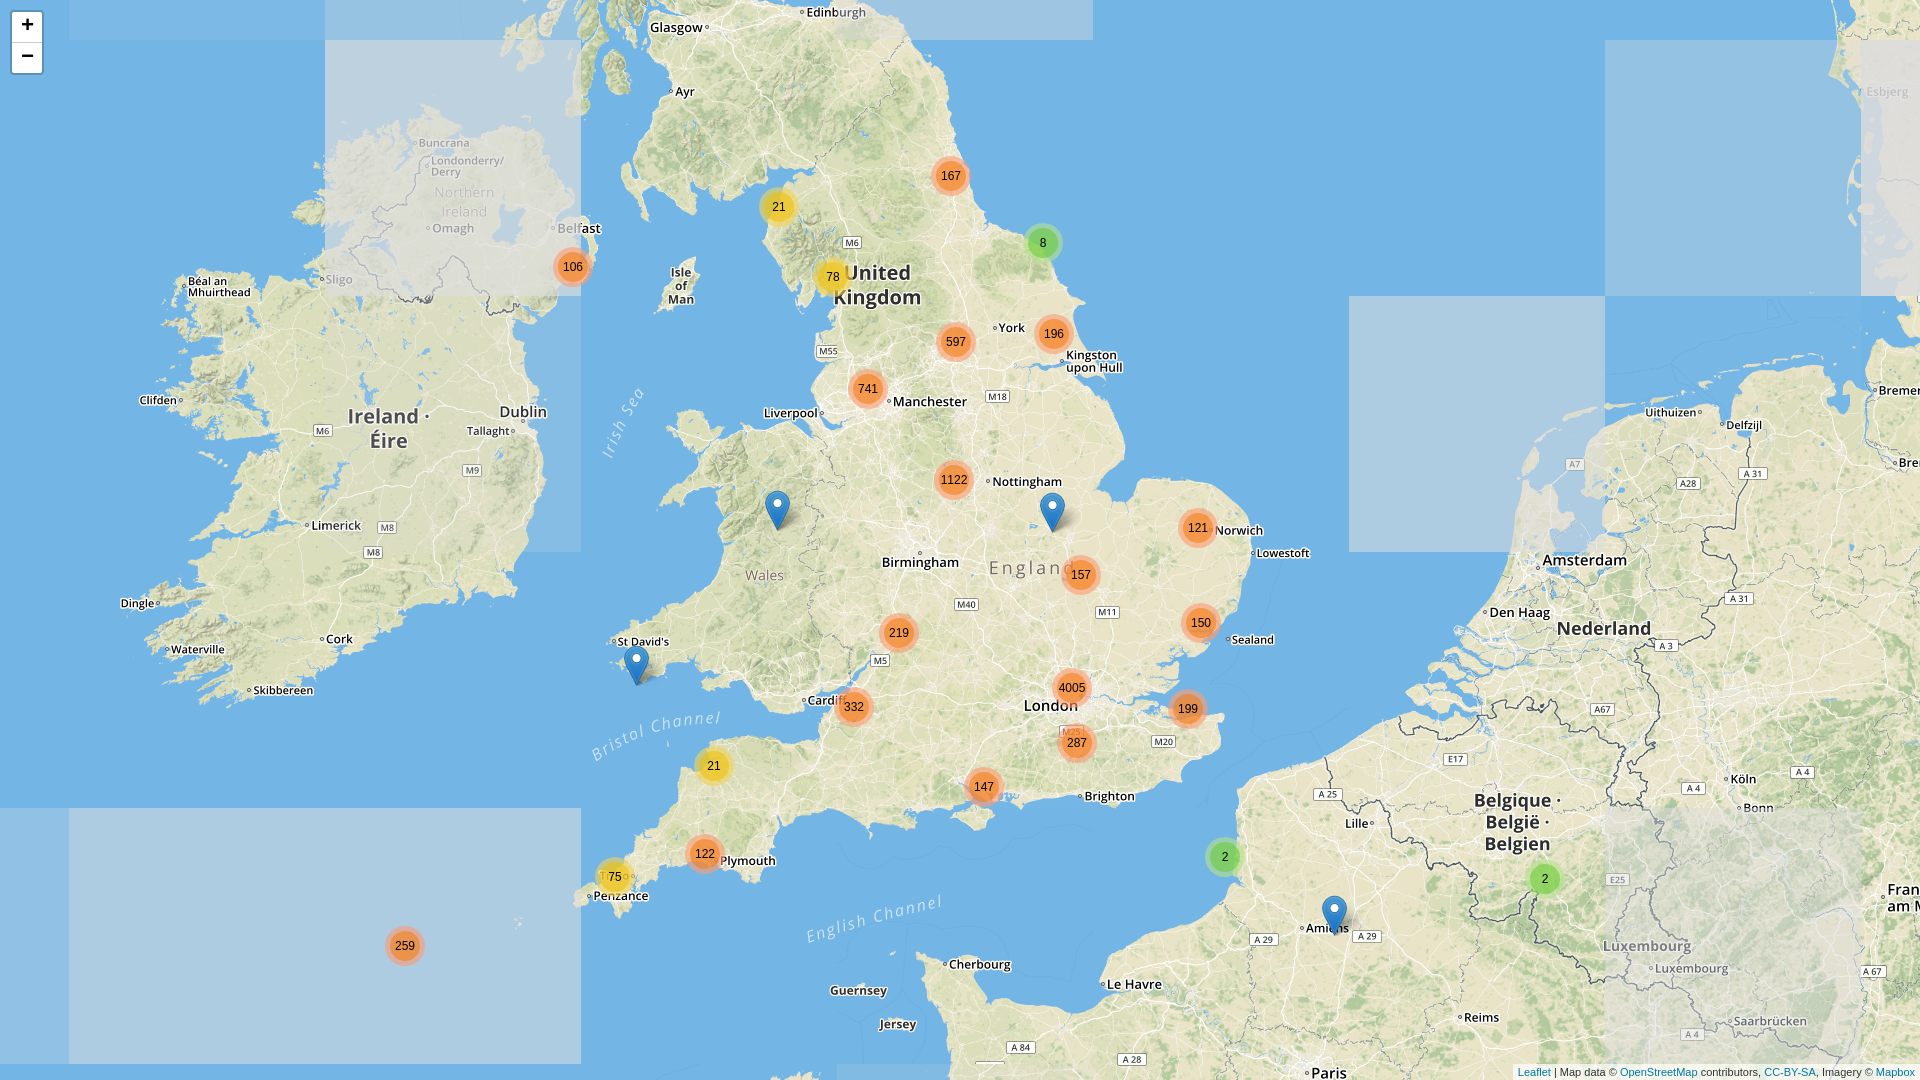 +
−
Edinburgh
Glasgow
Ayr
Esbjerg
Buncrana
Londonderry/
Derry
Northern
Ireland
Omagh
Belfast
167
21
8
M6
106
78
United
Kingdom
Isle
of
Man
Sligo
Béal an
Mhuirthead
York
196
597
M55
Kingston
upon Hull
741
Manchester
M18
Liverpool
Irish Sea
Clifden
Dublin
Ireland ·
Éire
M6
Tallaght
M9
Bremer
Uithuizen
Delfzijl
A7
A 31
A28
Bre
1122
Nottingham
121
Norwich
Lowestoft
Limerick
M8
M8
Birmingham
England
157
Wales
Amsterdam
A 31
Dingle
M40
M11
Den Haag
Nederland
219
150
Sealand
Cork
Waterville
St David's
M5
A 3
Skibbereen
4005
London
Cardiff
332
199
A67
Bristol Channel
M25
287
M20
E17
21
147
Brighton
A 25
A 4
Köln
A 4
Bonn
Belgique ·
België ·
Belgien
Lille
122
Plymouth
2
75
Penzance
2
E25
Fran
am M
English Channel
Amiens
A 29
A 29
259
Luxembourg
Luxembourg
A 67
Cherbourg
Guernsey
Le Havre
Jersey
Reims
Saarbrücken
A 4
A 84
A 28
Paris
Leaflet | Map data © OpenStreetMap contributors, CC-BY-SA, Imagery © Mapbox